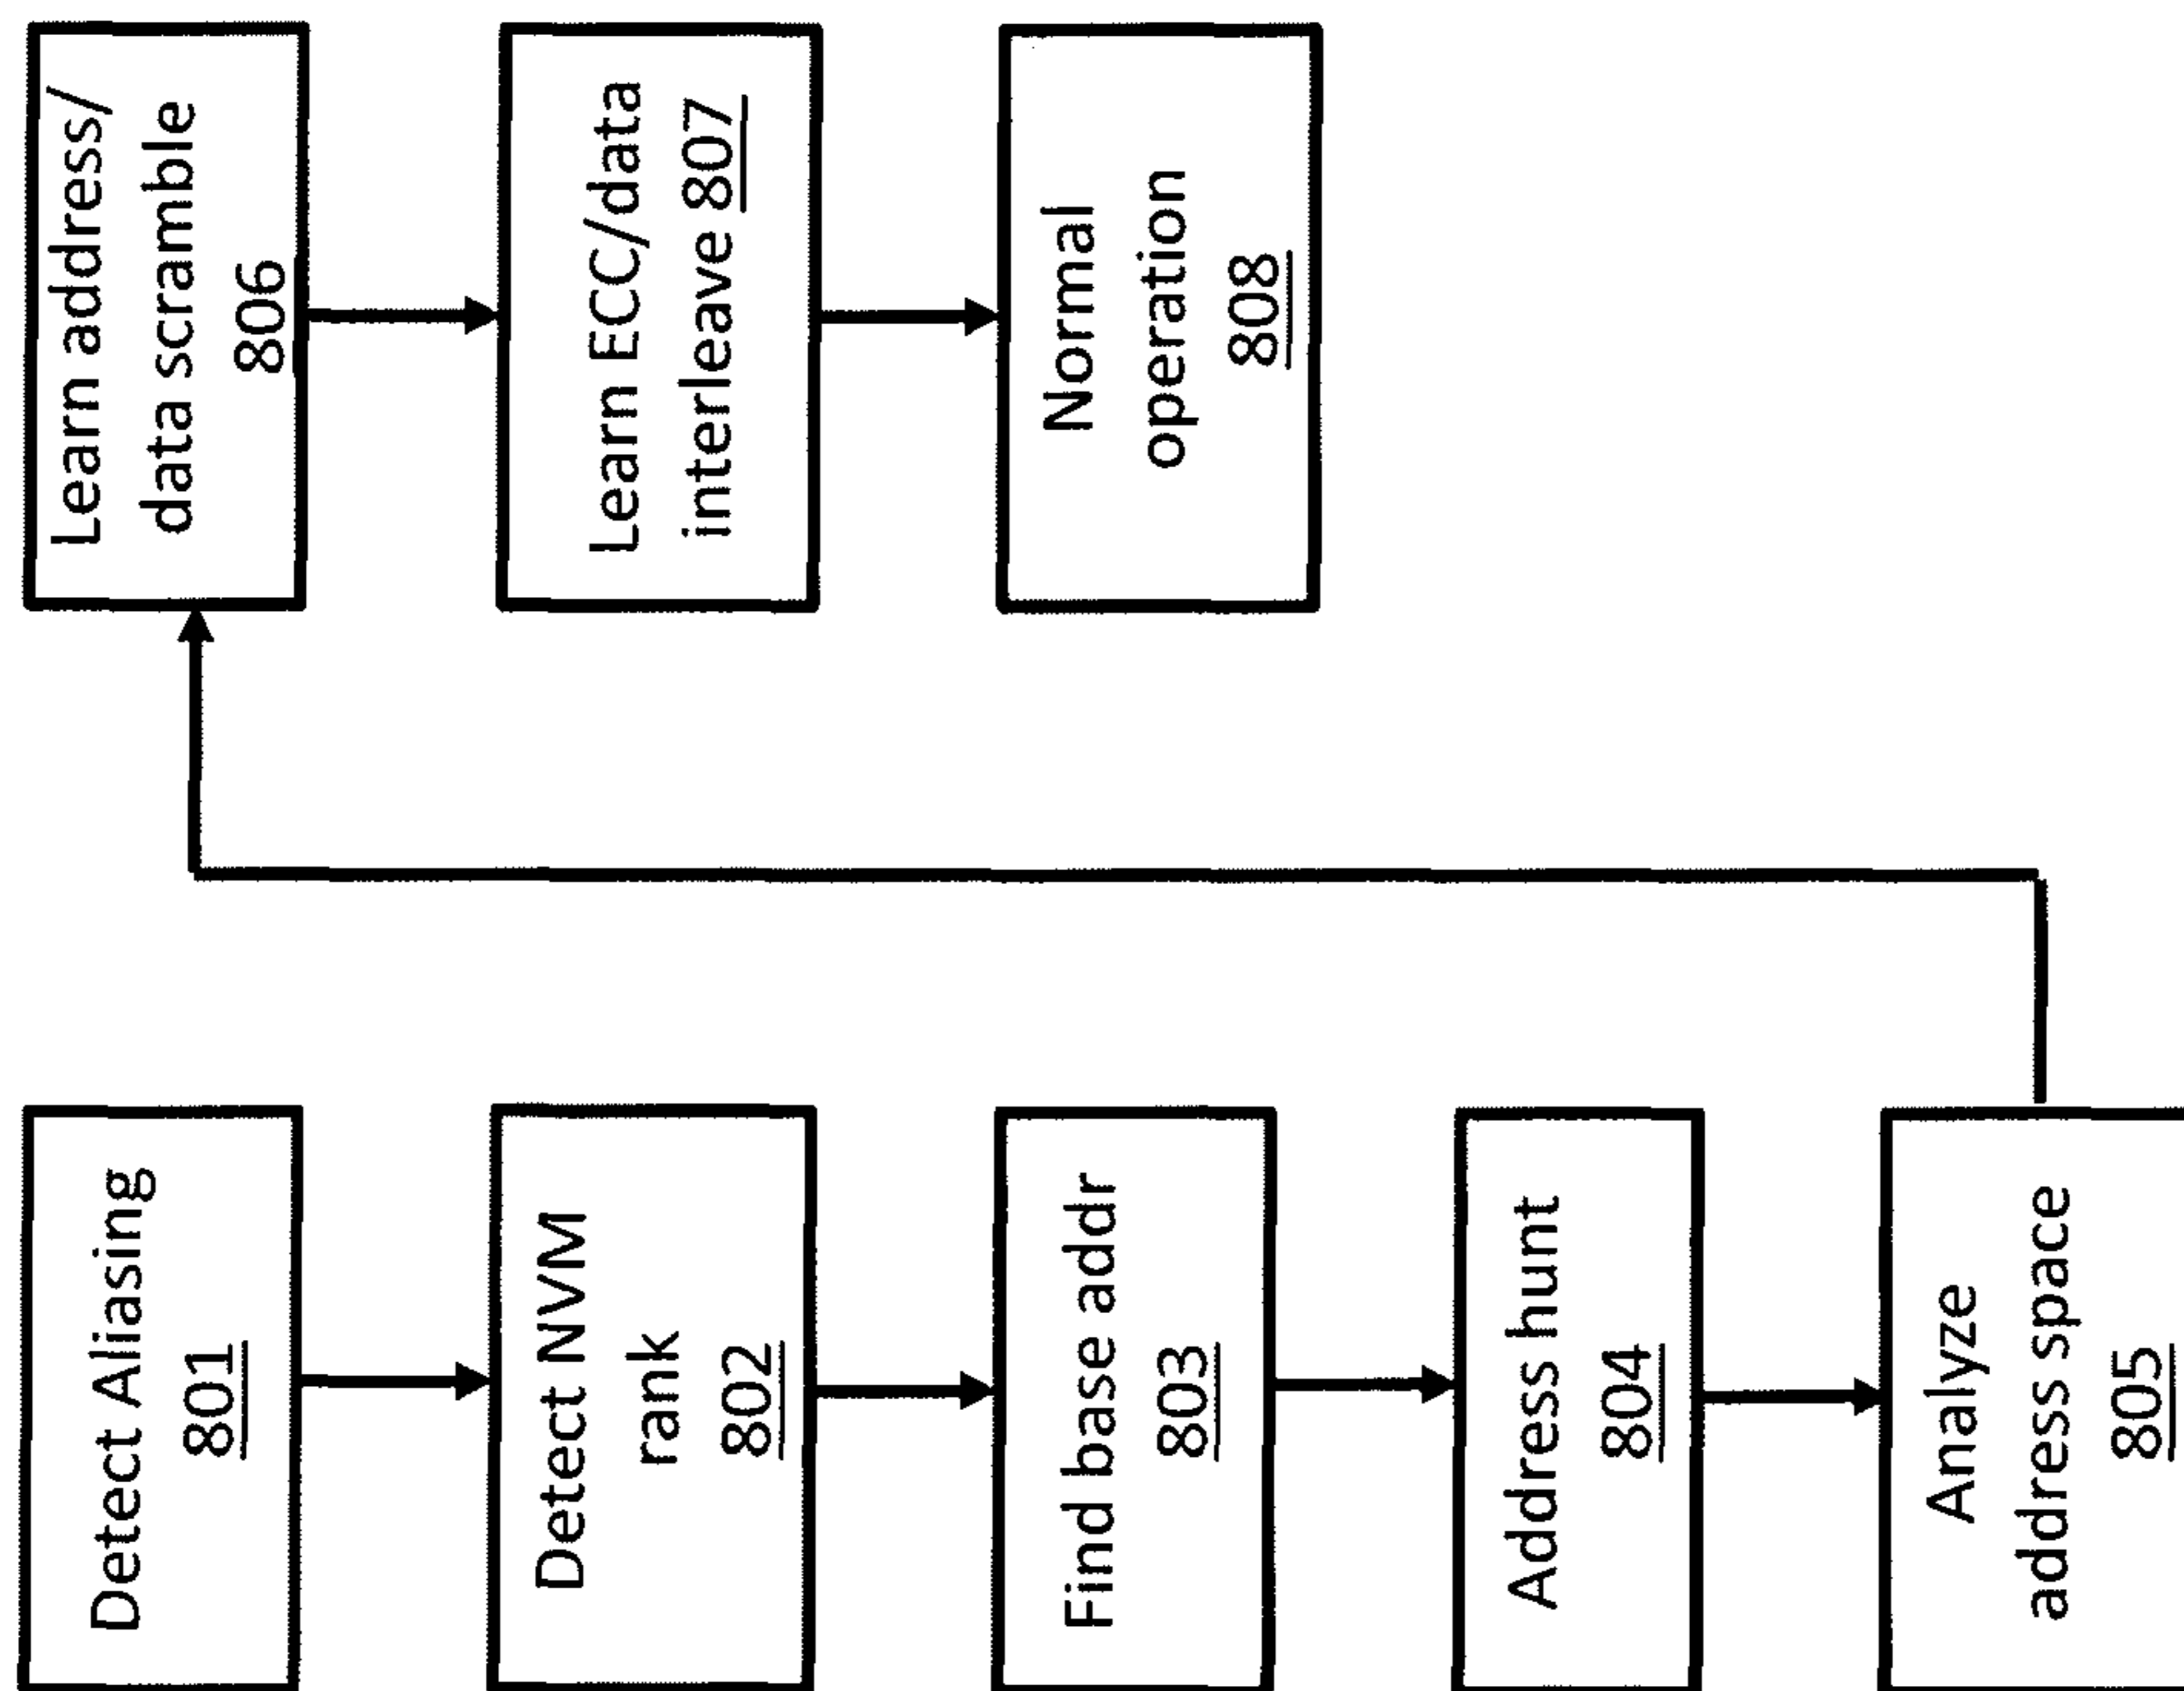 Detect Aliasing
801
Detect NVM
rank
802
Find base addr
803
Address hunt
804
Analyze
address space
805
Learn address/
data scramble
806
Learn ECC/data
interleave 807
Normal
operation
808